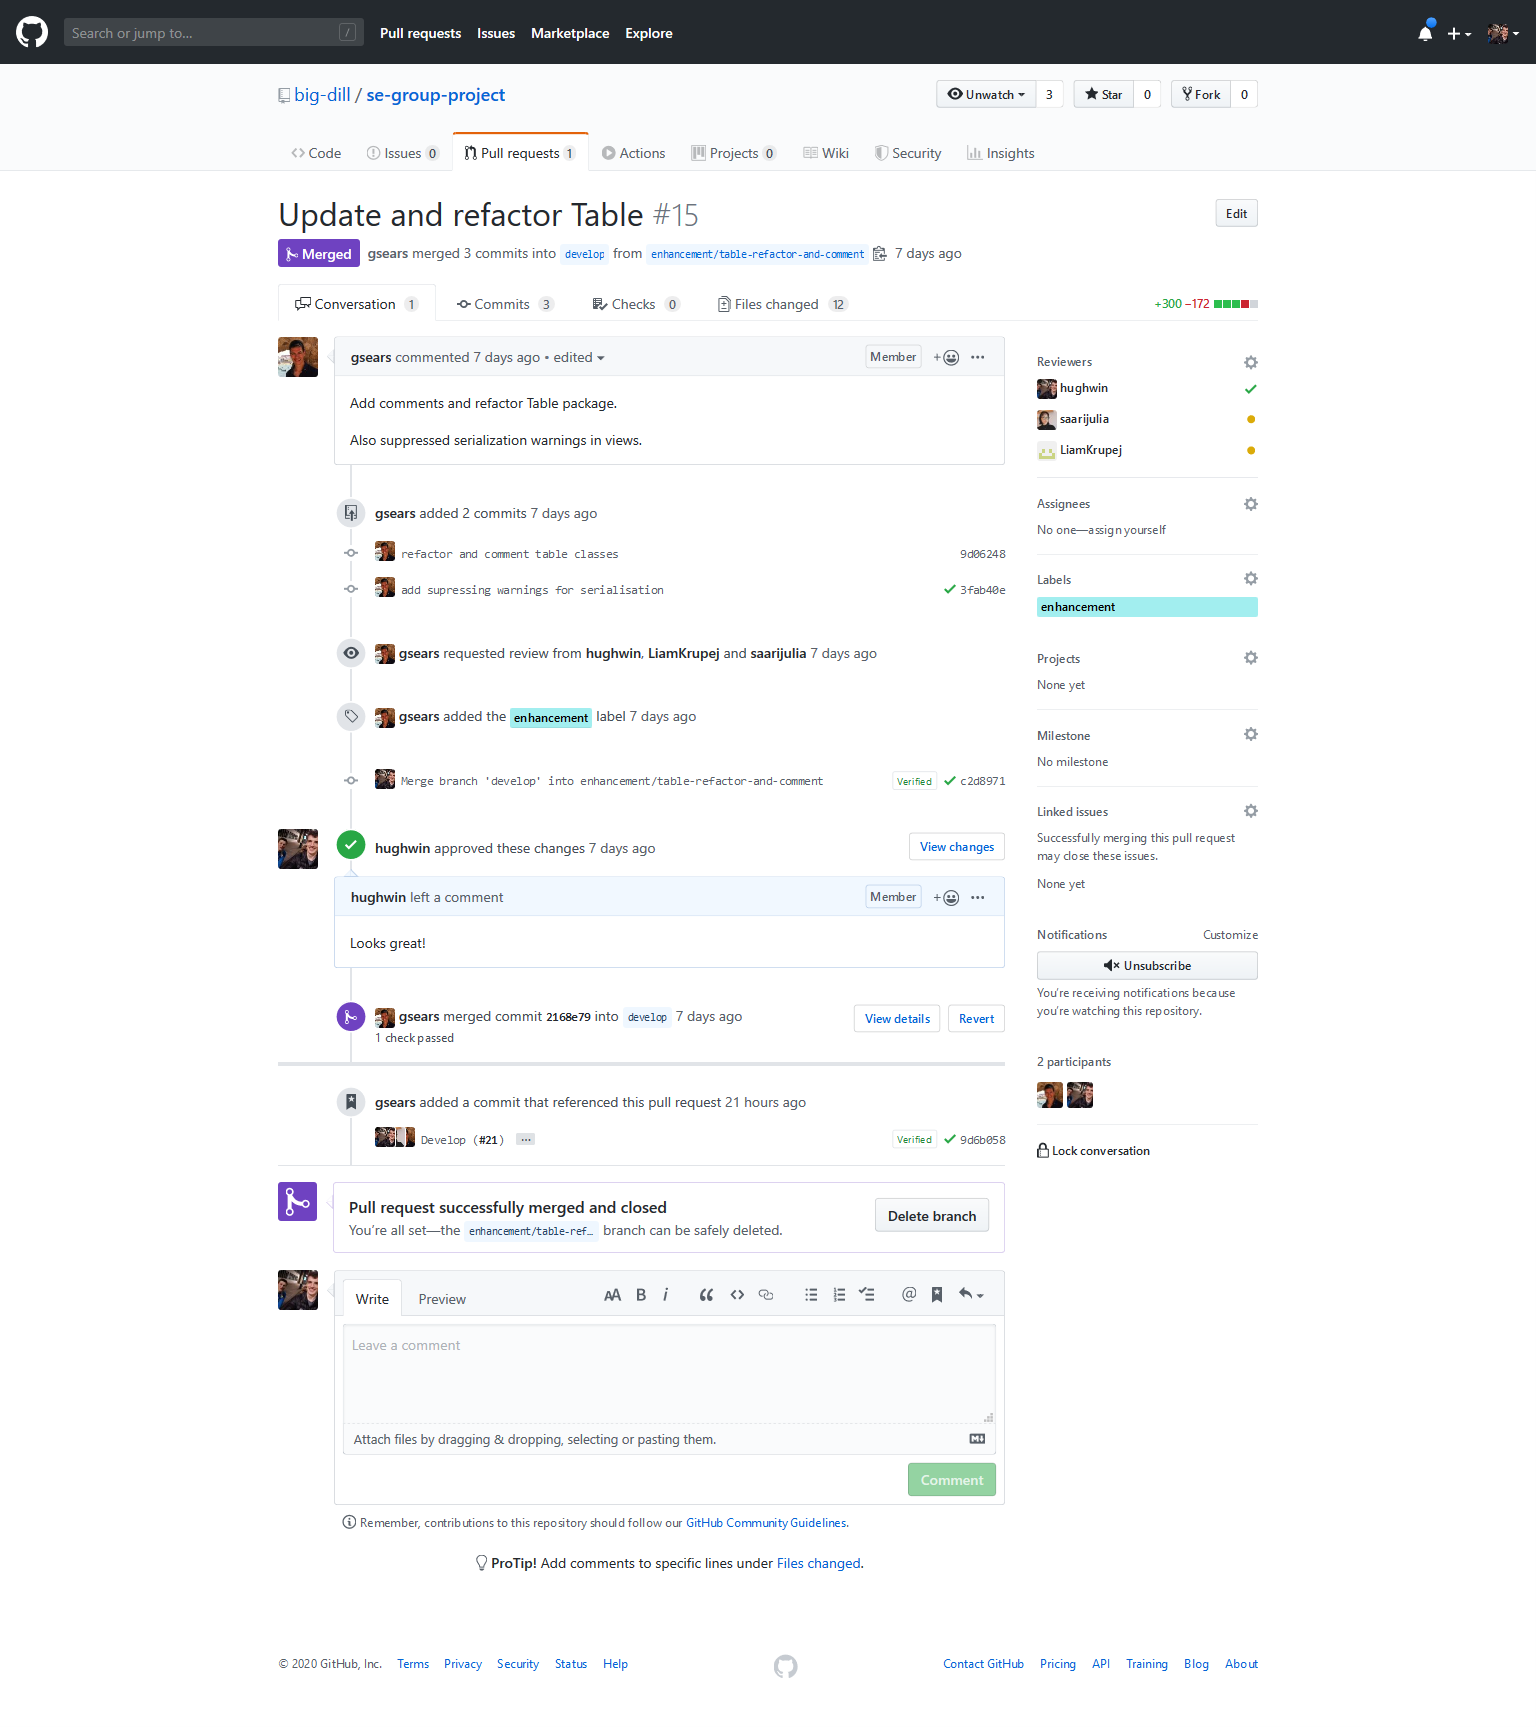 Search or jump to...
/
Pull requests Issues Marketplace Explore
big-dill / se-group-project
Unwatch 3 Star 0 Fork 0
Code Issues 0 Pull requests 1 Actions Projects 0 Wiki Security Insights
Update and refactor Table #15
Edit
Merged gsears merged 3 commits into develop from enhancement/table-refactor-and-comment 7 days ago
Conversation 1 Commits 3 Checks 0 Files changed 12
+300 −172
gsears commented 7 days ago • edited
Member
Add comments and refactor Table package.
Also suppressed serialization warnings in views.
gsears added 2 commits 7 days ago
refactor and comment table classes 9d06248
add supressing warnings for serialisation 3fab40e
gsears requested review from hughwin, LiamKrupej and saarijulia 7 days ago
gsears added the enhancement label 7 days ago
Merge branch 'develop' into enhancement/table-refactor-and-comment Verified c2d8971
hughwin approved these changes 7 days ago
View changes
hughwin left a comment
Member
Looks great!
gsears merged commit 2168e79 into develop 7 days ago
View details Revert
1 check passed
gsears added a commit that referenced this pull request 21 hours ago
Develop (#21) … Verified 9d6b058
Pull request successfully merged and closed
You're all set—the enhancement/table-ref… branch can be safely deleted.
Delete branch
Write Preview
AA B i
Leave a comment
Attach files by dragging & dropping, selecting or pasting them.
Comment
Remember, contributions to this repository should follow our GitHub Community Guidelines.
ProTip! Add comments to specific lines under Files changed.
Reviewers
hughwin
saarijulia
LiamKrupej
Assignees
No one—assign yourself
Labels
enhancement
Projects
None yet
Milestone
No milestone
Linked issues
Successfully merging this pull request
may close these issues.
None yet
Notifications Customize
Unsubscribe
You're receiving notifications because
you're watching this repository.
2 participants
Lock conversation
© 2020 GitHub, Inc. Terms Privacy Security Status Help
Contact GitHub Pricing API Training Blog About